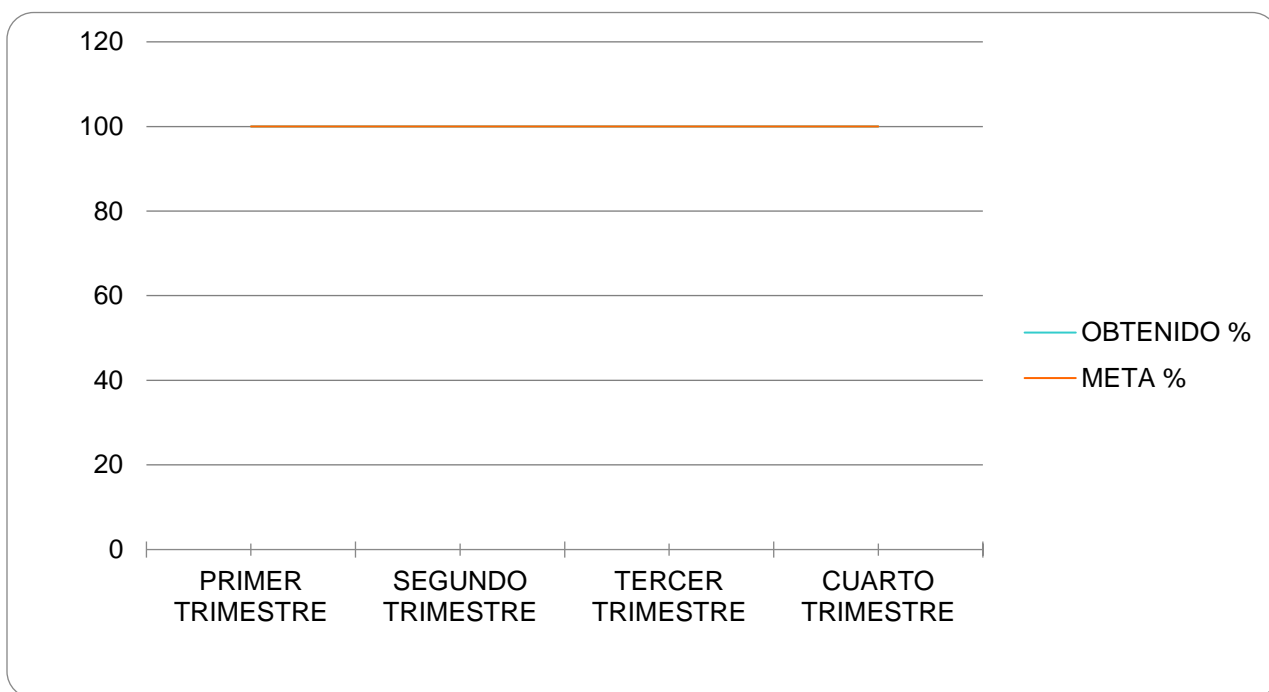 120
100
80
60
40
20
0
PRIMER
TRIMESTRE
SEGUNDO
TRIMESTRE
TERCER
TRIMESTRE
CUARTO
TRIMESTRE
OBTENIDO %
META %